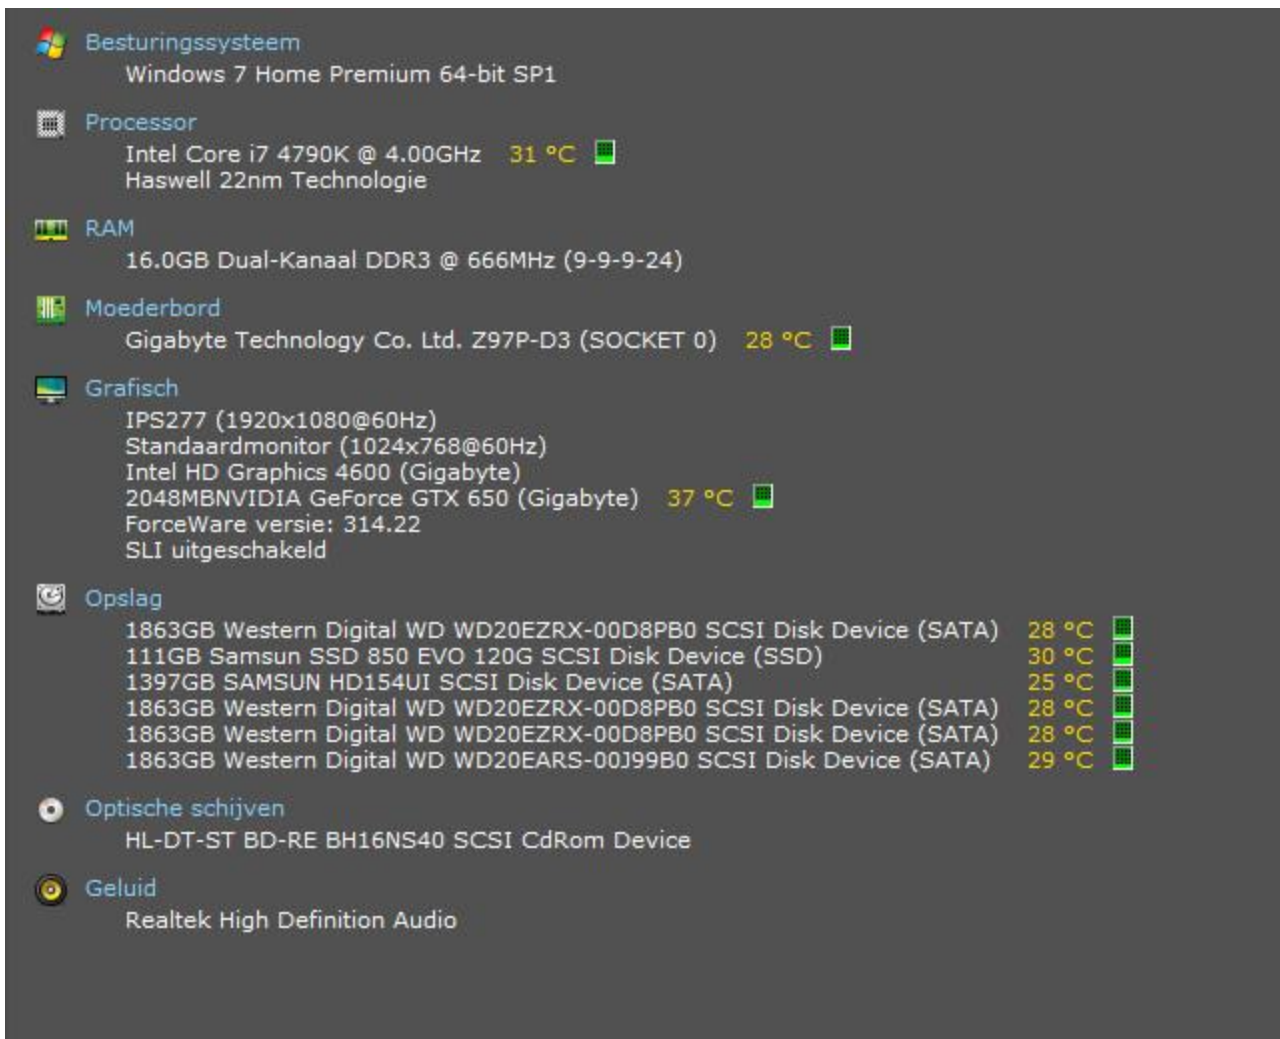 Besturingssysteem
Windows 7 Home Premium 64-bit SP1
Processor
Intel Core i7 4790K @ 4.00GHz 31 °C
Haswell 22nm Technologie
RAM
16.0GB Dual-Kanaal DDR3 @ 666MHz (9-9-9-24)
Moederbord
Gigabyte Technology Co. Ltd. Z97P-D3 (SOCKET 0) 28 °C
Grafisch
IPS277 (1920x1080@60Hz)
Standaardmonitor (1024x768@60Hz)
Intel HD Graphics 4600 (Gigabyte)
2048MBNVIDIA GeForce GTX 650 (Gigabyte) 37 °C
ForceWare versie: 314.22
SLI uitgeschakeld
Opslag
1863GB Western Digital WD WD20EZRX-00D8PB0 SCSI Disk Device (SATA) 28 °C
111GB Samsun SSD 850 EVO 120G SCSI Disk Device (SSD) 30 °C
1397GB SAMSUN HD154UI SCSI Disk Device (SATA) 25 °C
1863GB Western Digital WD WD20EZRX-00D8PB0 SCSI Disk Device (SATA) 28 °C
1863GB Western Digital WD WD20EZRX-00D8PB0 SCSI Disk Device (SATA) 28 °C
1863GB Western Digital WD WD20EARS-00J99B0 SCSI Disk Device (SATA) 29 °C
Optische schijven
HL-DT-ST BD-RE BH16NS40 SCSI CdRom Device
Geluid
Realtek High Definition Audio